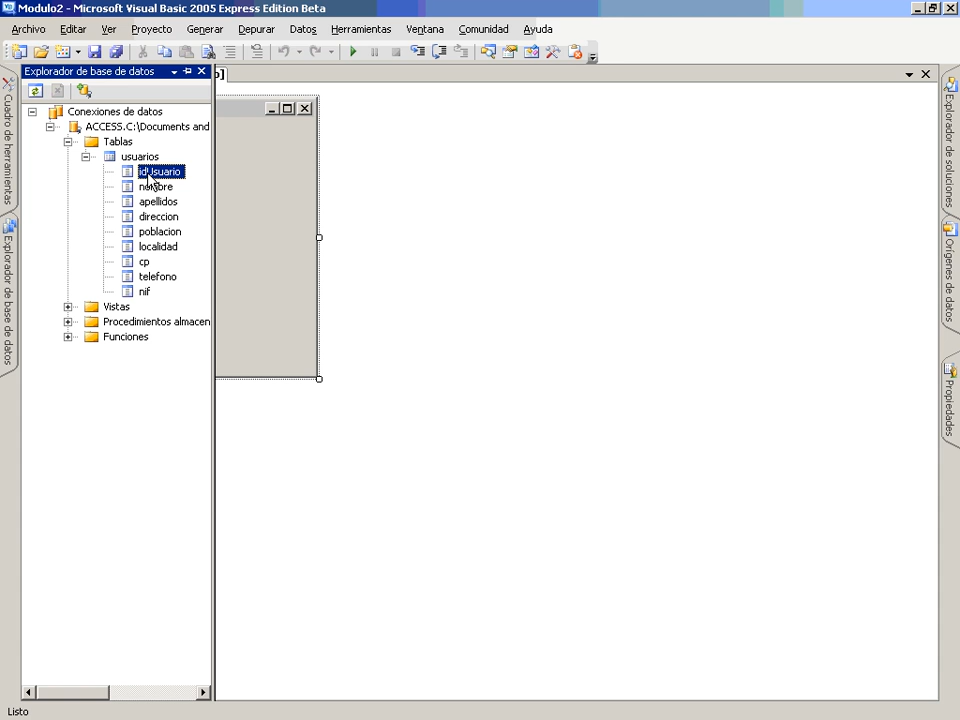 Modulo2 - Microsoft Visual Basic 2005 Express Edition Beta
Archivo Editar Ver Proyecto Generar Depurar Datos Herramientas Ventana Comunidad Ayuda
Explorador de base de datos
Conexiones de datos
ACCESS.C:\Documents and
Tablas
usuarios
idUsuario
nombre
apellidos
direccion
poblacion
localidad
cp
telefono
nif
Vistas
Procedimientos almacen
Funciones
Cuadro de herramientas
Explorador de base de datos
Explorador de soluciones
Orígenes de datos
Propiedades
Listo